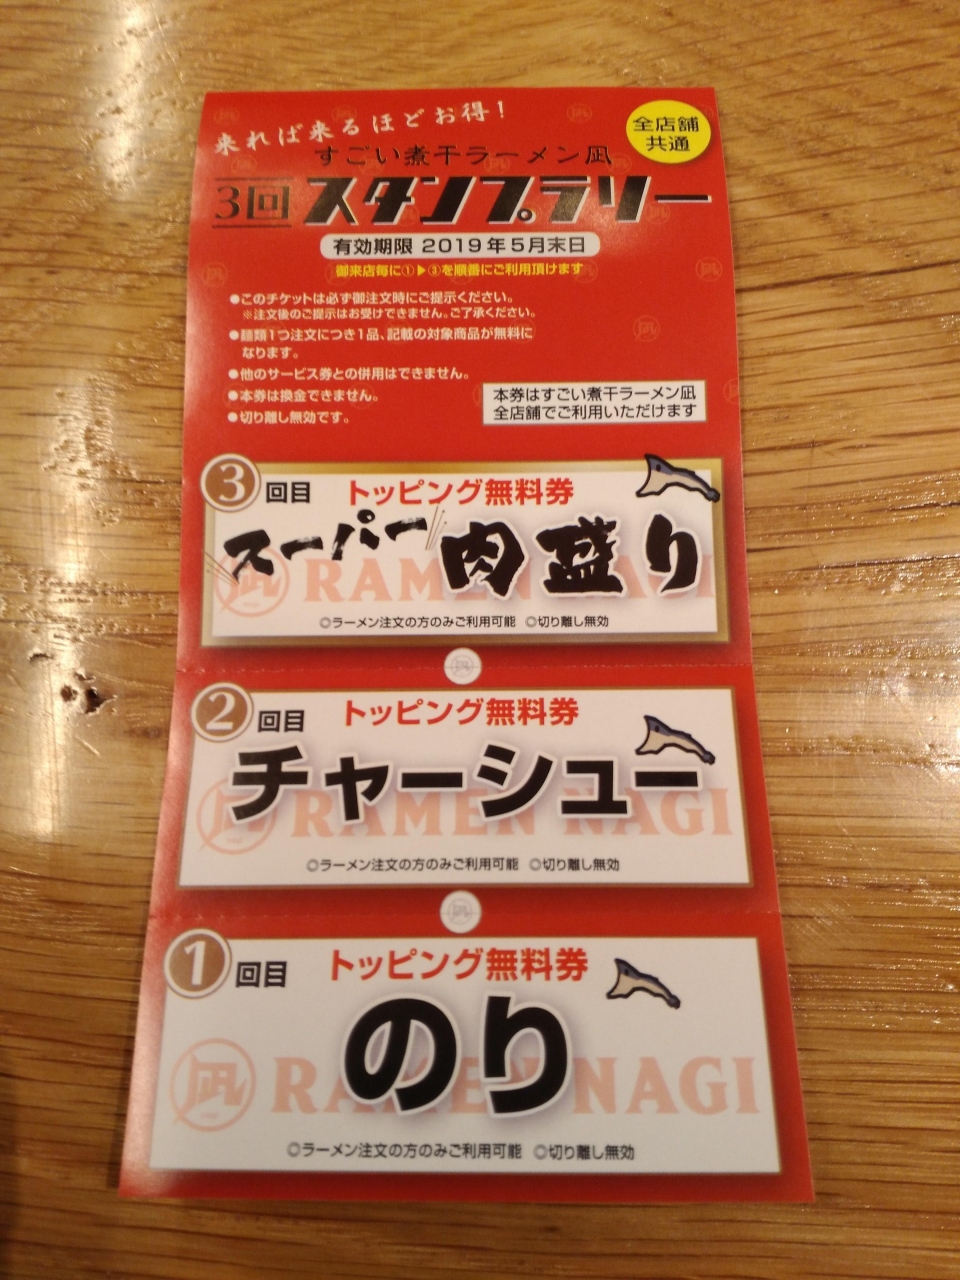 来れば来るほどお得!
全店舗
共通
すごい煮干ラーメン凪
3回スタンプラリー
有効期限 2019年5月末日
御来店毎に①▶③を順番にご利用頂けます
●このチケットは必ず御注文時にご提示ください。
※注文後のご提示はお受けできません。ご了承ください。
●麺類1つ注文につき1品、記載の対象商品が無料に
なります。
●他のサービス券との併用はできません。
●本券は換金できません。
●切り離し無効です。
本券はすごい煮干ラーメン凪
全店舗でご利用いただけます
③回目 トッピング無料券
スーパー肉盛り
凪 RAMEN NAGI
◎ラーメン注文の方のみご利用可能 ◎切り離し無効
②回目 トッピング無料券
チャーシュー
凪 RAMEN NAGI
◎ラーメン注文の方のみご利用可能 ◎切り離し無効
①回目 トッピング無料券
のり
凪 RAMEN NAGI
◎ラーメン注文の方のみご利用可能 ◎切り離し無効